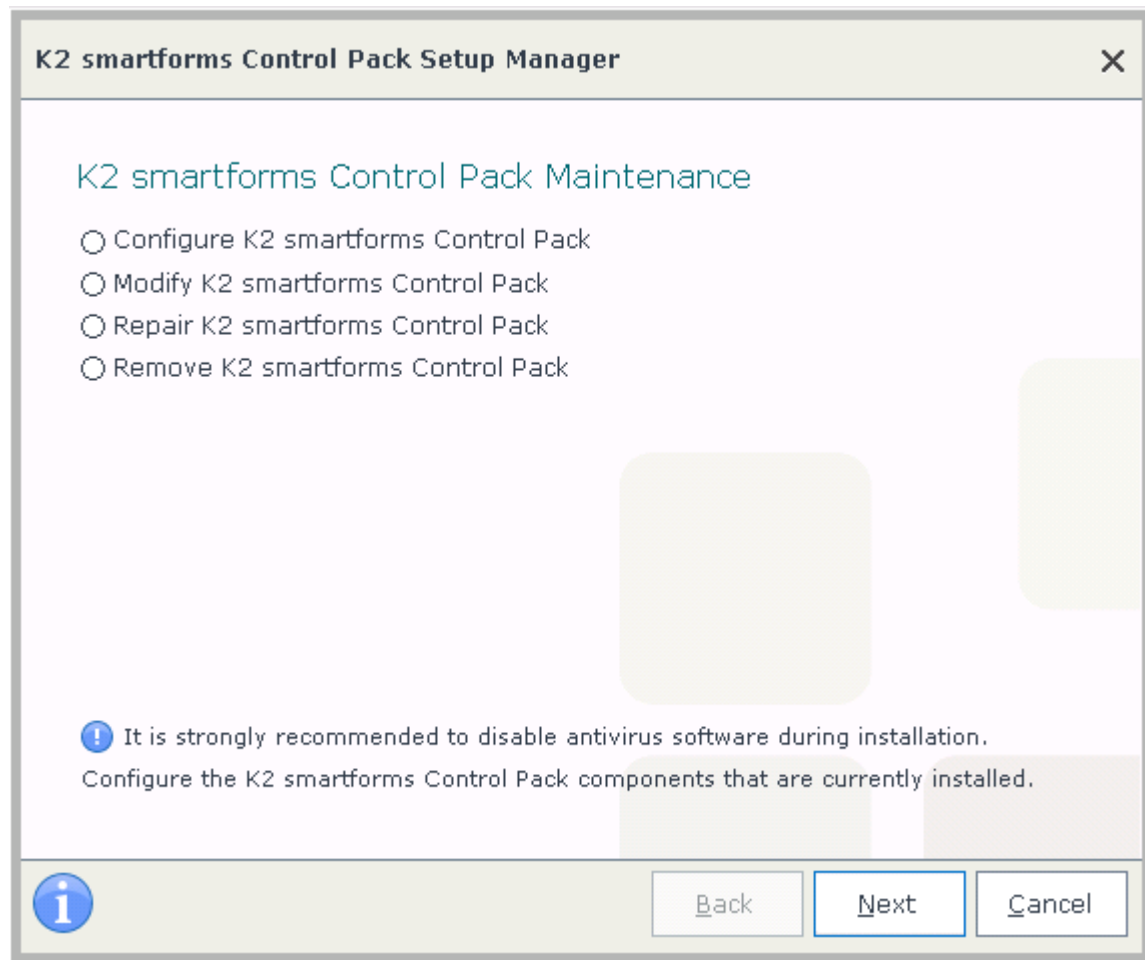 K2 smartforms Control Pack Setup Manager
K2 smartforms Control Pack Maintenance
Configure K2 smartforms Control Pack
Modify K2 smartforms Control Pack
Repair K2 smartforms Control Pack
Remove K2 smartforms Control Pack
It is strongly recommended to disable antivirus software during installation.
Configure the K2 smartforms Control Pack components that are currently installed.
Back Next Cancel